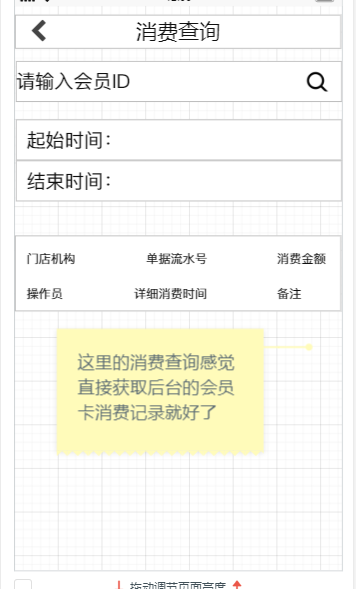 消费查询
请输入会员ID
起始时间：
结束时间：
门店机构 单据流水号 消费金额
操作员 详细消费时间 备注
这里的消费查询感觉
直接获取后台的会员
卡消费记录就好了
拖动调节页面高度